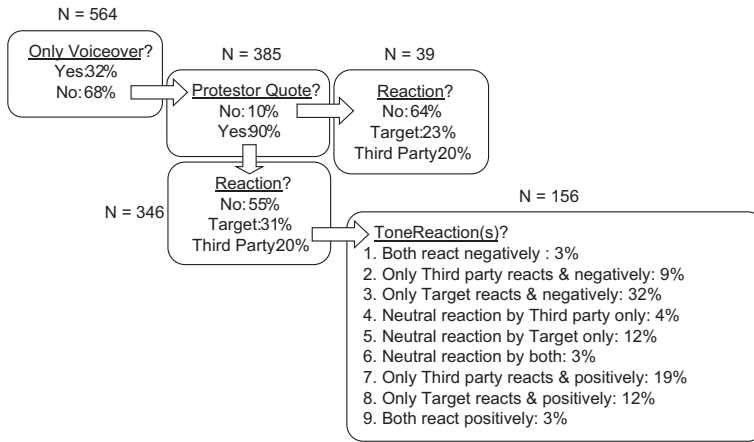 N = 564
Only Voiceover?
Yes:32%
No: 68%
N = 385
Protestor Quote?
No: 10%
Yes:90%
N = 39
Reaction?
No: 64%
Target:23%
Third Party:20%
N = 346
Reaction?
No: 55%
Target:31%
Third Party:20%
N = 156
ToneReaction(s)?
1. Both react negatively : 3%
2. Only Third party reacts & negatively: 9%
3. Only Target reacts & negatively: 32%
4. Neutral reaction by Third party only: 4%
5. Neutral reaction by Target only: 12%
6. Neutral reaction by both: 3%
7. Only Third party reacts & positively: 19%
8. Only Target reacts & positively: 12%
9. Both react positively: 3%